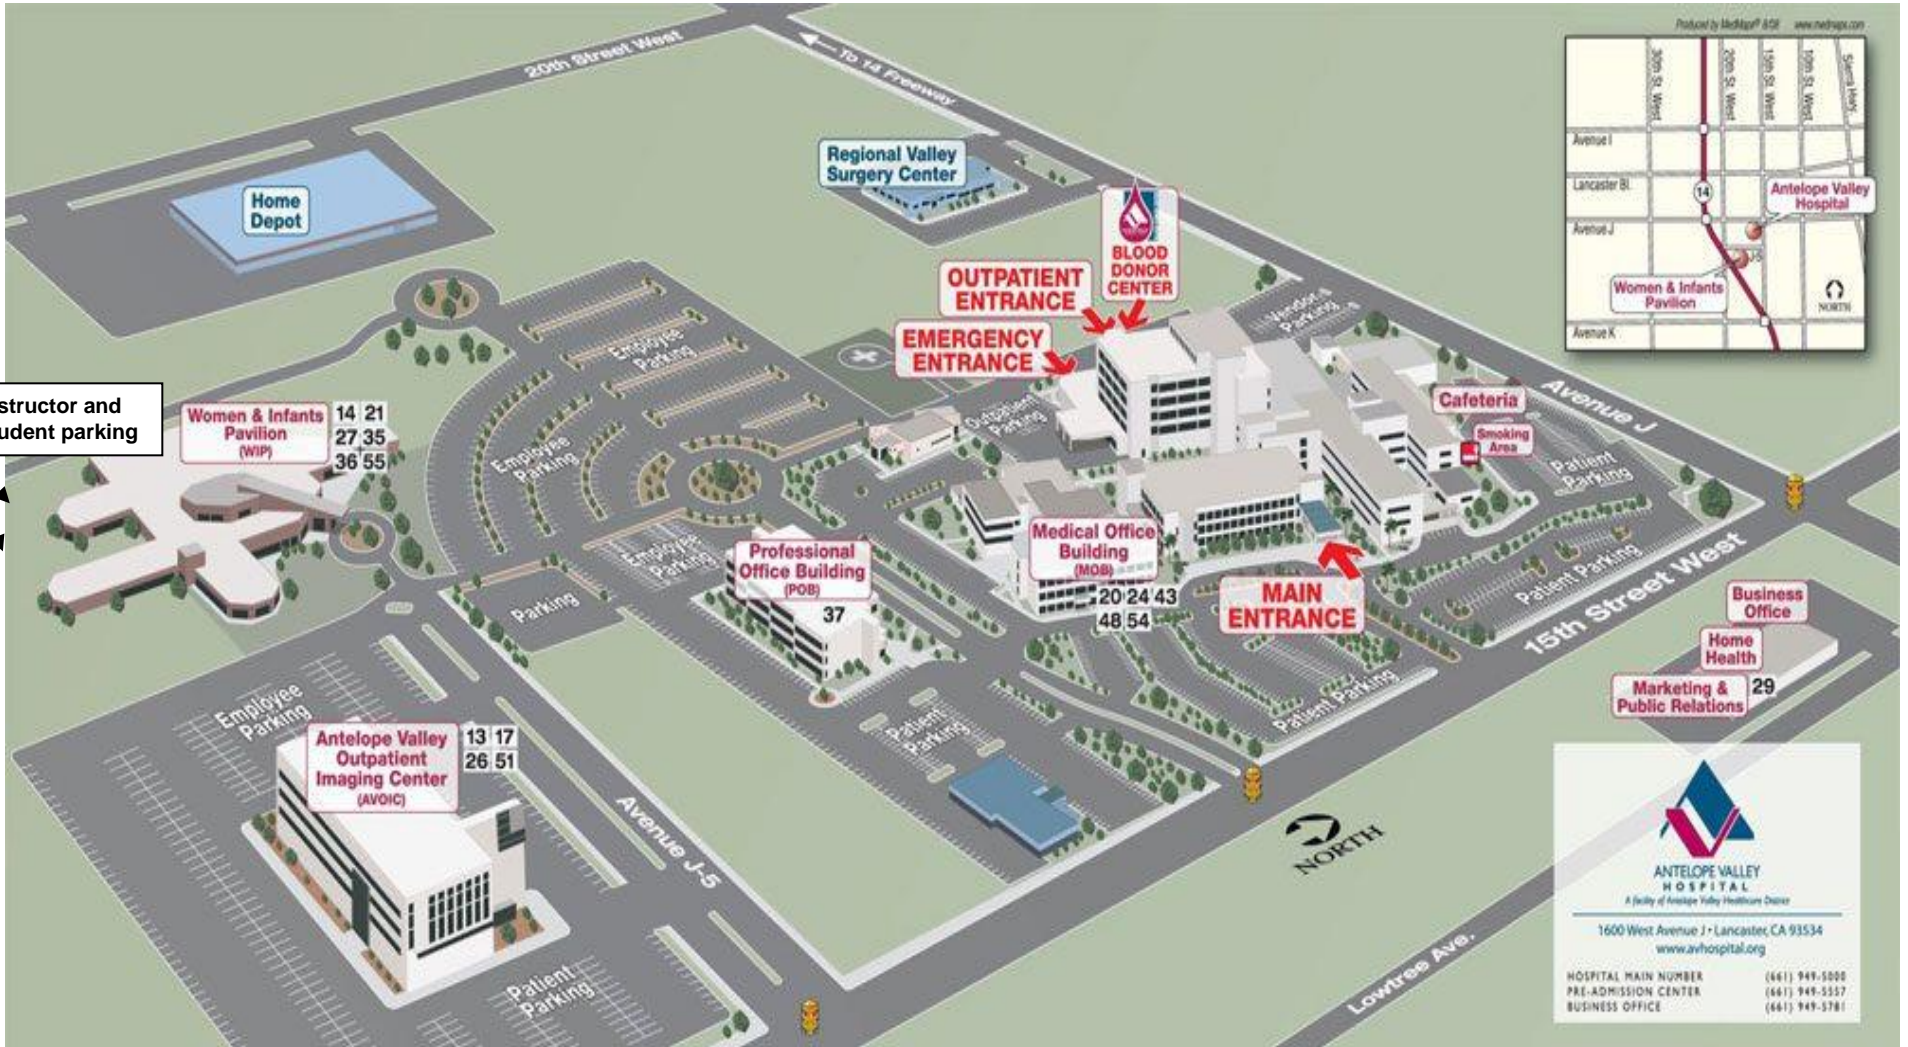 20th Street West
To 14 Freeway
Produced by MedMaps® 8/08 www.medmaps.com
30th St. West
20th St. West
15th St. West
10th St. West
Sierra Hwy.
Avenue I
Lancaster Bl.
14
Antelope Valley
Hospital
Avenue J
J-5
Women & Infants
Pavilion
NORTH
Avenue K
Regional Valley
Surgery Center
Home
Depot
BLOOD
DONOR
CENTER
OUTPATIENT
ENTRANCE
EMERGENCY
ENTRANCE
Vendor
Parking
Employee
Parking
structor and
udent parking
Women & Infants
Pavilion
(WIP)
14 21
27 35
36 55
Employee
Parking
Outpatient
Parking
Cafeteria
Smoking
Area
Avenue J
Patient
Parking
Employee
Parking
Professional
Office Building
(POB)
37
Medical Office
Building
(MOB)
20 24 43
48 54
MAIN
ENTRANCE
Patient Parking
15th Street West
Parking
Business
Office
Home
Health
Marketing &
Public Relations
29
Patient Parking
Employee
Parking
Patient
Parking
Antelope Valley
Outpatient
Imaging Center
(AVOIC)
13 17
26 51
Avenue J-5
NORTH
Patient
Parking
Lowtree Ave.
ANTELOPE VALLEY
HOSPITAL
A facility of Antelope Valley Healthcare District
1600 West Avenue J • Lancaster, CA 93534
www.avhospital.org
HOSPITAL MAIN NUMBER (661) 949-5000
PRE-ADMISSION CENTER (661) 949-5557
BUSINESS OFFICE (661) 949-5781